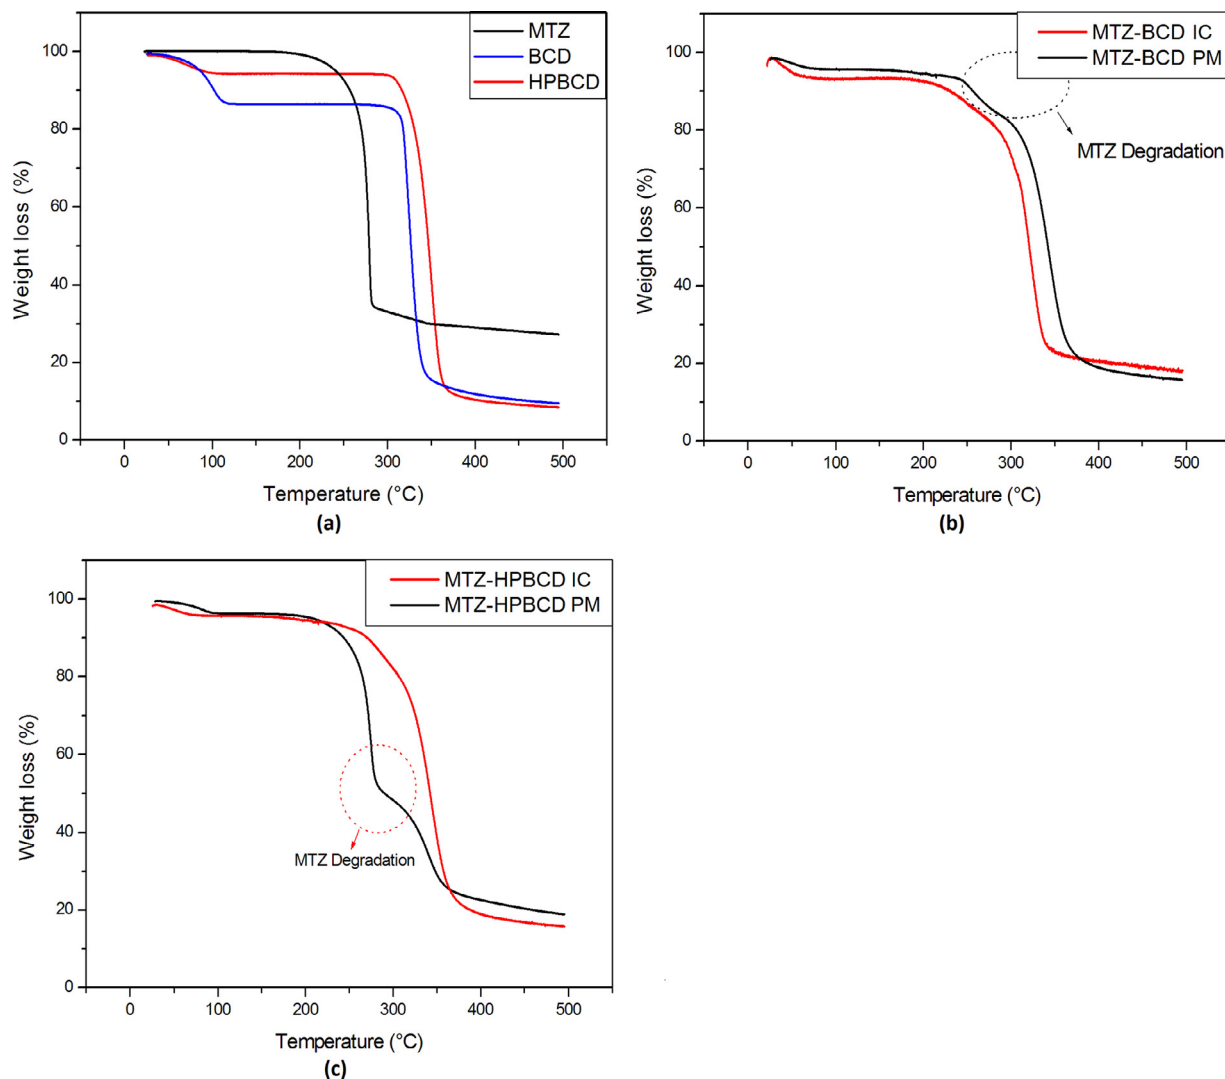 MTZ
BCD
HPBCD
100
80
60
40
20
0
Weight loss (%)
0 100 200 300 400 500
Temperature (°C)
(a)
MTZ-BCD IC
MTZ-BCD PM
MTZ Degradation
100
80
60
40
20
0
Weight loss (%)
0 100 200 300 400 500
Temperature (°C)
(b)
MTZ-HPBCD IC
MTZ-HPBCD PM
MTZ Degradation
100
80
60
40
20
0
Weight loss (%)
0 100 200 300 400 500
Temperature (°C)
(c)